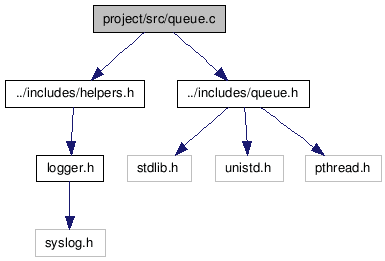 project/src/queue.c
../includes/helpers.h
../includes/queue.h
logger.h
stdlib.h
unistd.h
pthread.h
syslog.h